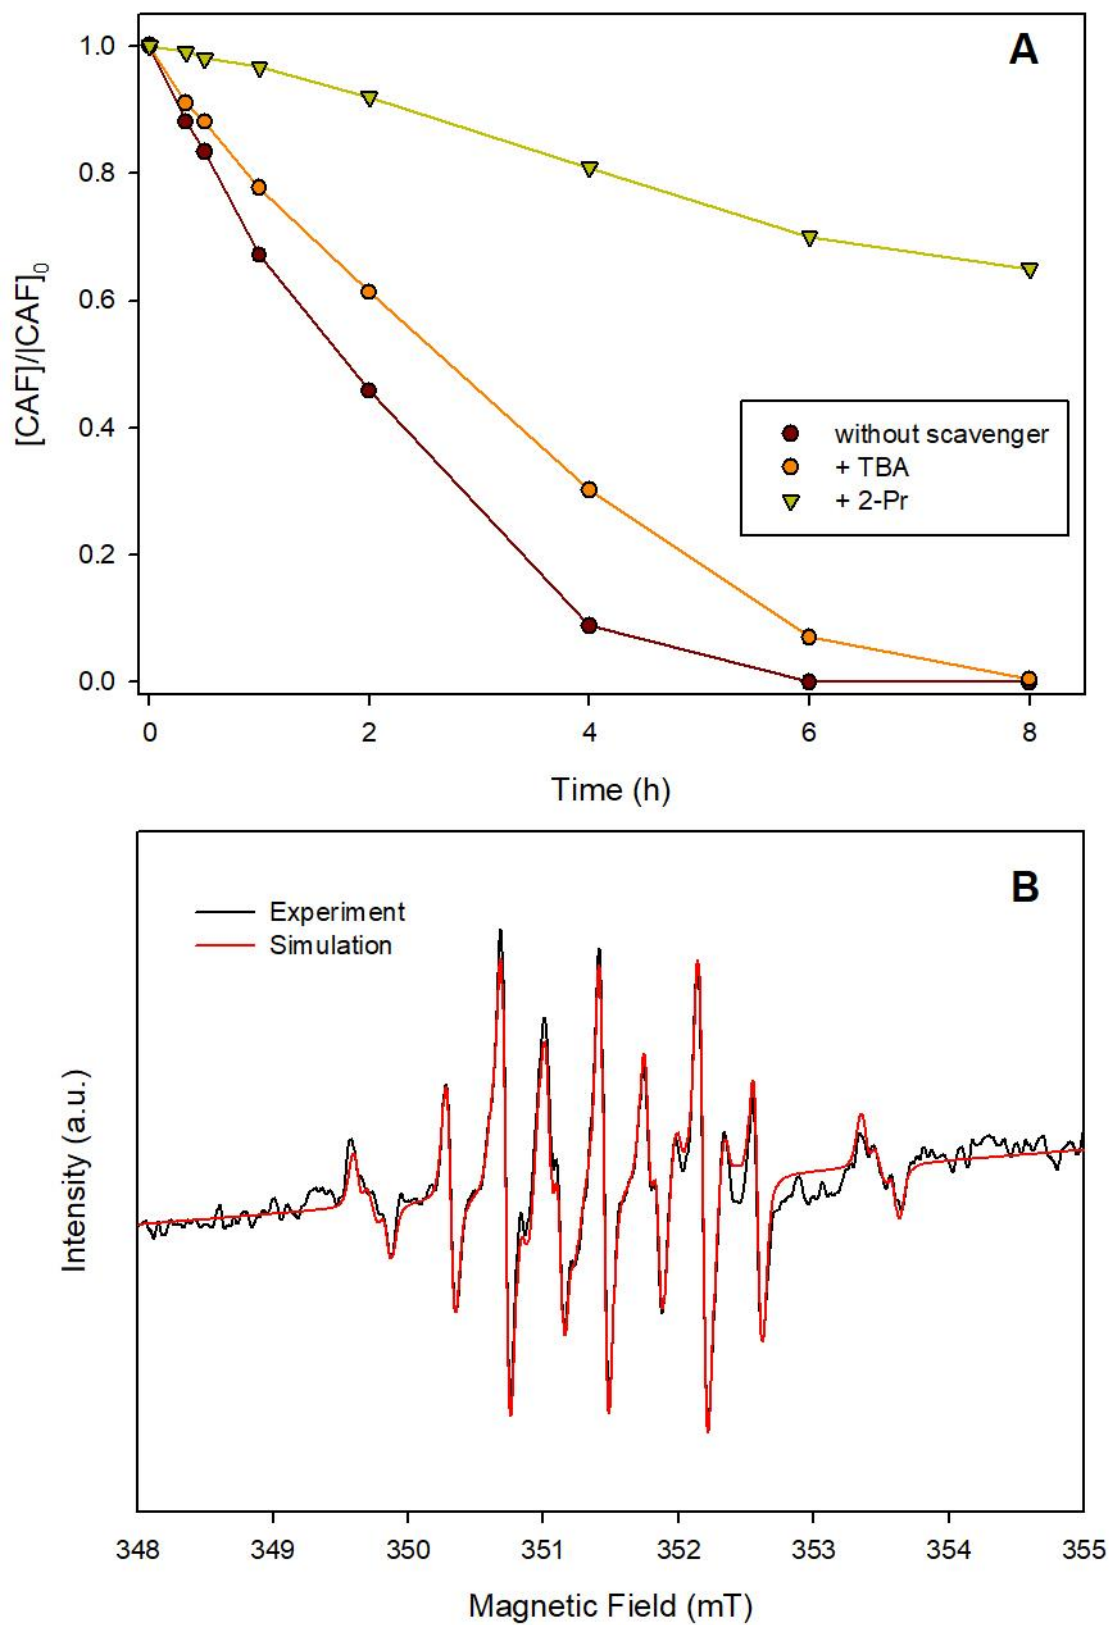 A
1.0
0.8
0.6
0.4
0.2
0.0
[CAF]/|CAF]0
without scavenger
+ TBA
+ 2-Pr
0 2 4 6 8
Time (h)
B
Experiment
Simulation
Intensity (a.u.)
348 349 350 351 352 353 354 355
Magnetic Field (mT)